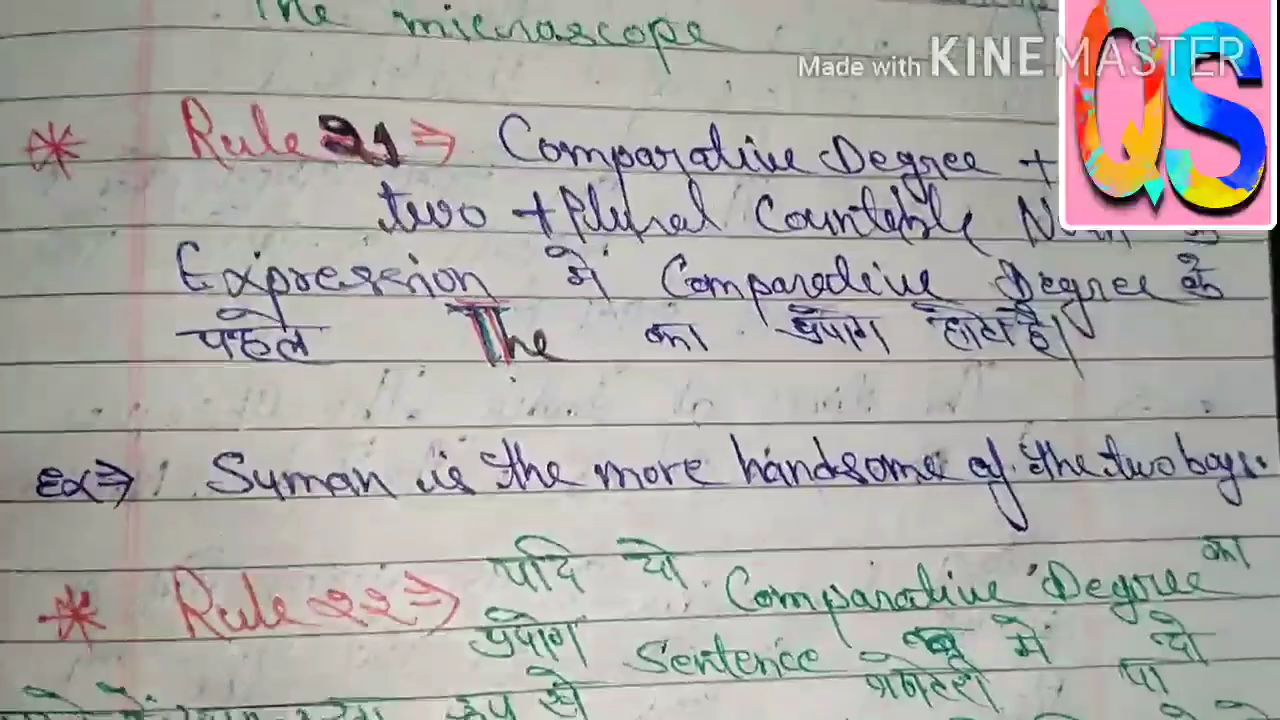 The microscope
Made with KINEMASTER
QS
* Rule 21 ⇒ Comparative Degree +
two + Plural Countable
Expression में Comparative Degree के
पहले The का प्रयोग होता है।
Ex ⇒ Suman is the more handsome of the two boys.
* Rule 22 ⇒ यदि दो Comparative Degree का
प्रयोग Sentence में दो
या
रूप से